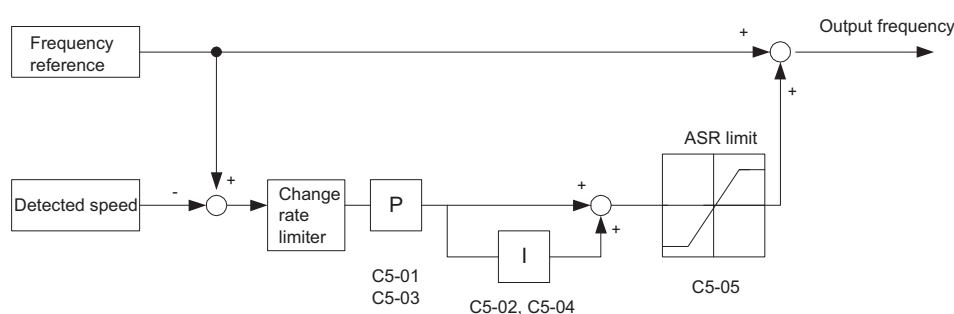 Output frequency
Frequency
reference
+
+
ASR limit
Detected speed
-
+
Change
rate
limiter
P
+
+
I
C5-01
C5-03
C5-02, C5-04
C5-05